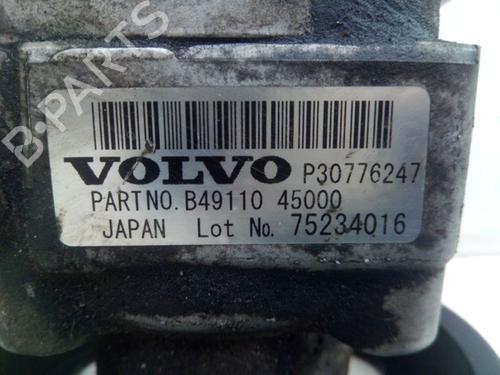 B-PARTS
VOLVO P30776247
PART NO. B49110 45000
JAPAN Lot No. 75234016